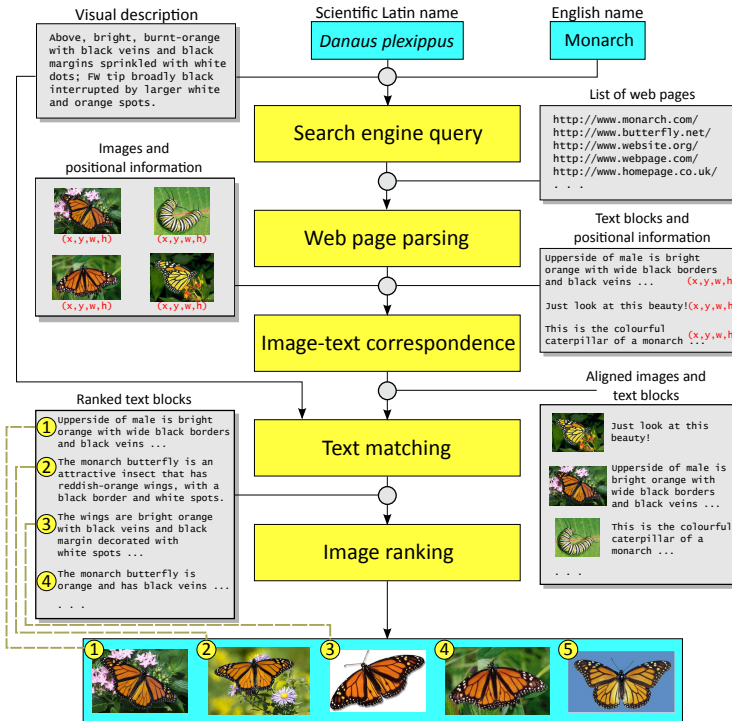 Visual description
Above, bright, burnt-orange
with black veins and black
margins sprinkled with white
dots; FW tip broadly black
interrupted by larger white
and orange spots.
Scientific Latin name
Danaus plexippus
English name
Monarch
Search engine query
List of web pages
http://www.monarch.com/
http://www.butterfly.net/
http://www.website.org/
http://www.webpage.com/
http://www.homepage.co.uk/
. . .
Images and
positional information
(x,y,w,h)
(x,y,w,h)
(x,y,w,h)
(x,y,w,h)
Web page parsing
Text blocks and
positional information
Upperside of male is bright
orange with wide black borders
and black veins ... (x,y,w,h)
Just look at this beauty! (x,y,w,h)
This is the colourful
caterpillar of a monarch ... (x,y,w,h)
Image-text correspondence
Ranked text blocks
1 Upperside of male is bright
orange with wide black borders
and black veins ...
2 The monarch butterfly is an
attractive insect that has
reddish-orange wings, with a
black border and white spots.
3 The wings are bright orange
with black veins and black
margin decorated with
white spots ...
4 The monarch butterfly is
orange and has black veins ...
. . .
Text matching
Aligned images and
text blocks
Just look at this
beauty!
Upperside of male is
bright orange with
wide black borders
and black veins ...
This is the colourful
caterpillar of a
monarch ...
. . .
Image ranking
1
2
3
4
5